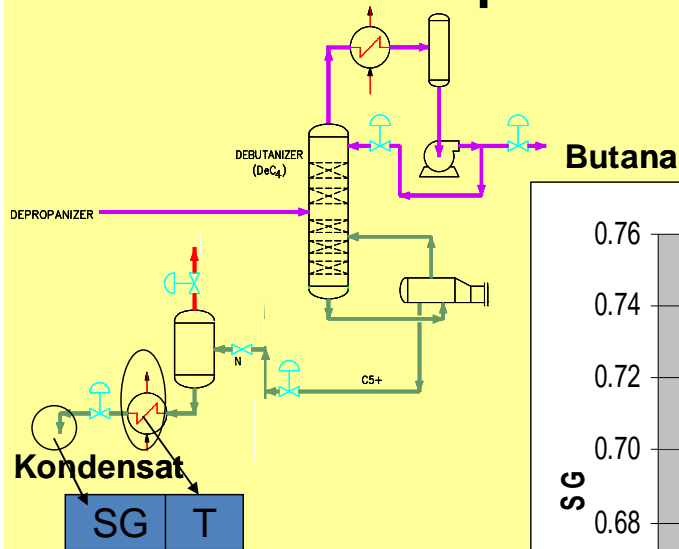 DEBUTANIZER
(DeC4)
Butana
DEPROPANIZER
0.76
0.74
0.72
0.70
0.68
SG
N
C5+
Kondensat
SG T